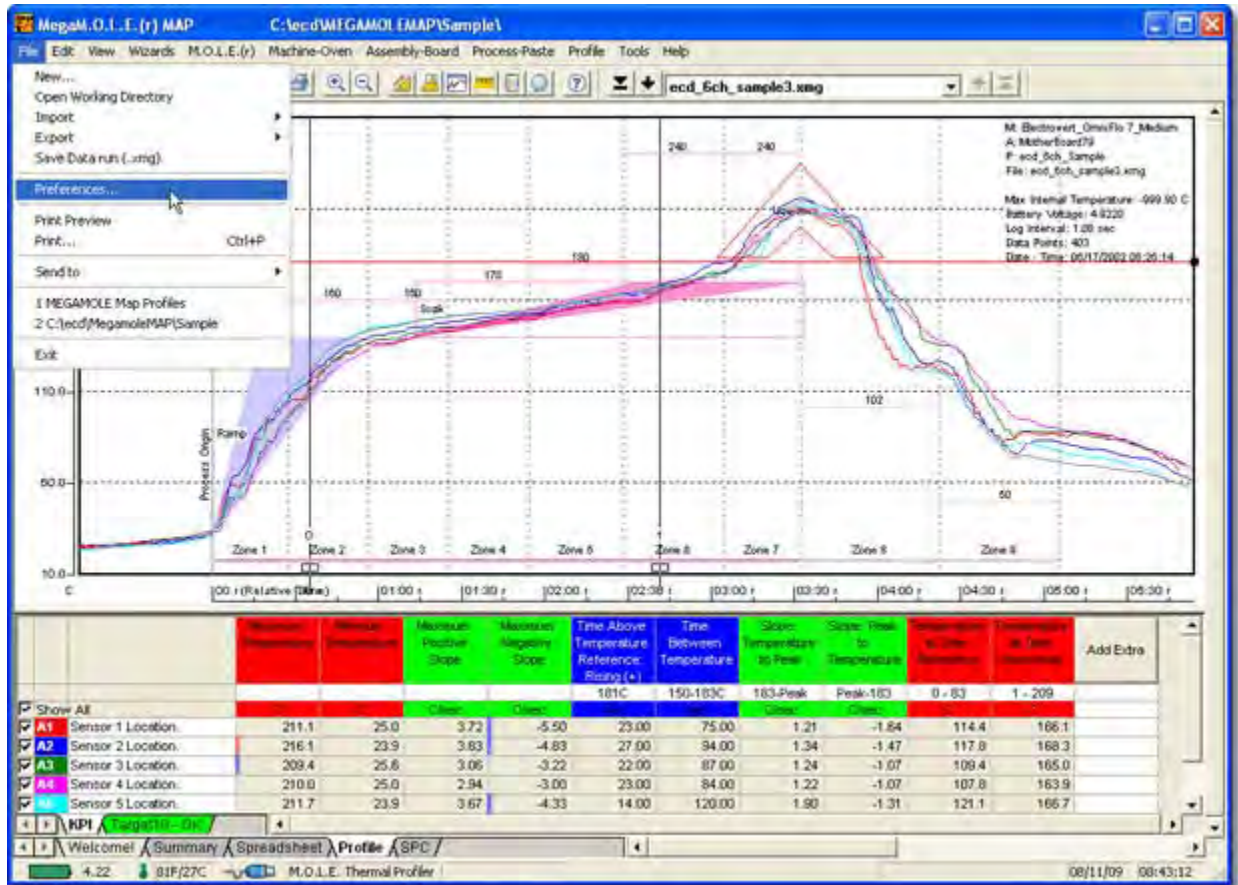 MegaM.O.L.E.(r) MAP C:\ecd\MEGAMOLEMAP\Sample\
File Edit View Wizards M.O.L.E.(r) Machine-Oven Assembly-Board Process-Paste Profile Tools Help
New...
Open Working Directory
Import
Export
Save Data run (.xmg)
Preferences...
Print Preview
Print... Ctrl+P
Send to
1 MEGAMOLE Map Profiles
2 C:\ecd\MegamoleMAP\Sample
Exit
ecd_6ch_sample3.xmg
M: Electrovert_OmniFlo 7_Medium
A: MotherBoard79
P: ecd_6ch_Sample
File: ecd_6ch_sample3.xmg
Max Internal Temperature: -999.90 C
Battery Voltage: 4.8220
Log Interval: 1.08 sec
Data Points: 403
Date - Time: 06/17/2002 08:26:14
240 240
180
170
160 150
Soak
110.0
102
Ramp
Process Origin
60.0
50
0 1
Zone 1 Zone 2 Zone 3 Zone 4 Zone 5 Zone 6 Zone 7 Zone 8 Zone 9
10.0
01:00 r 01:30 r 02:00 r 03:00 r 03:30 r 04:00 r 04:30 r 05:00 r 05:30 r
Maximum Positive Slope
Maximum Negative Slope
Time Above Temperature Reference: Rising (+)
Time Between Temperature
Slope: Temperature to Peak
Slope: Peak to Temperature
Add Extra
181C 150-183C 183-Peak Peak-183 0 - 83 1 - 209
Show All
A1 Sensor 1 Location. 211.1 25.0 3.72 -5.50 23.00 75.00 1.21 -1.64 114.4 166.1
A2 Sensor 2 Location. 216.1 23.9 3.83 -4.83 27.00 94.00 1.34 -1.47 117.8 168.3
A3 Sensor 3 Location. 209.4 25.6 3.06 -3.22 22.00 87.00 1.24 -1.07 109.4 165.0
A4 Sensor 4 Location. 210.0 25.0 2.94 -3.00 23.00 84.00 1.22 -1.07 107.8 163.9
Sensor 5 Location. 211.7 23.9 3.67 -4.33 14.00 120.00 1.90 -1.31 121.1 166.7
KPI
Welcome! Summary Spreadsheet Profile SPC
4.22 81F/27C M.O.L.E. Thermal Profiler 08/11/09 08:43:12